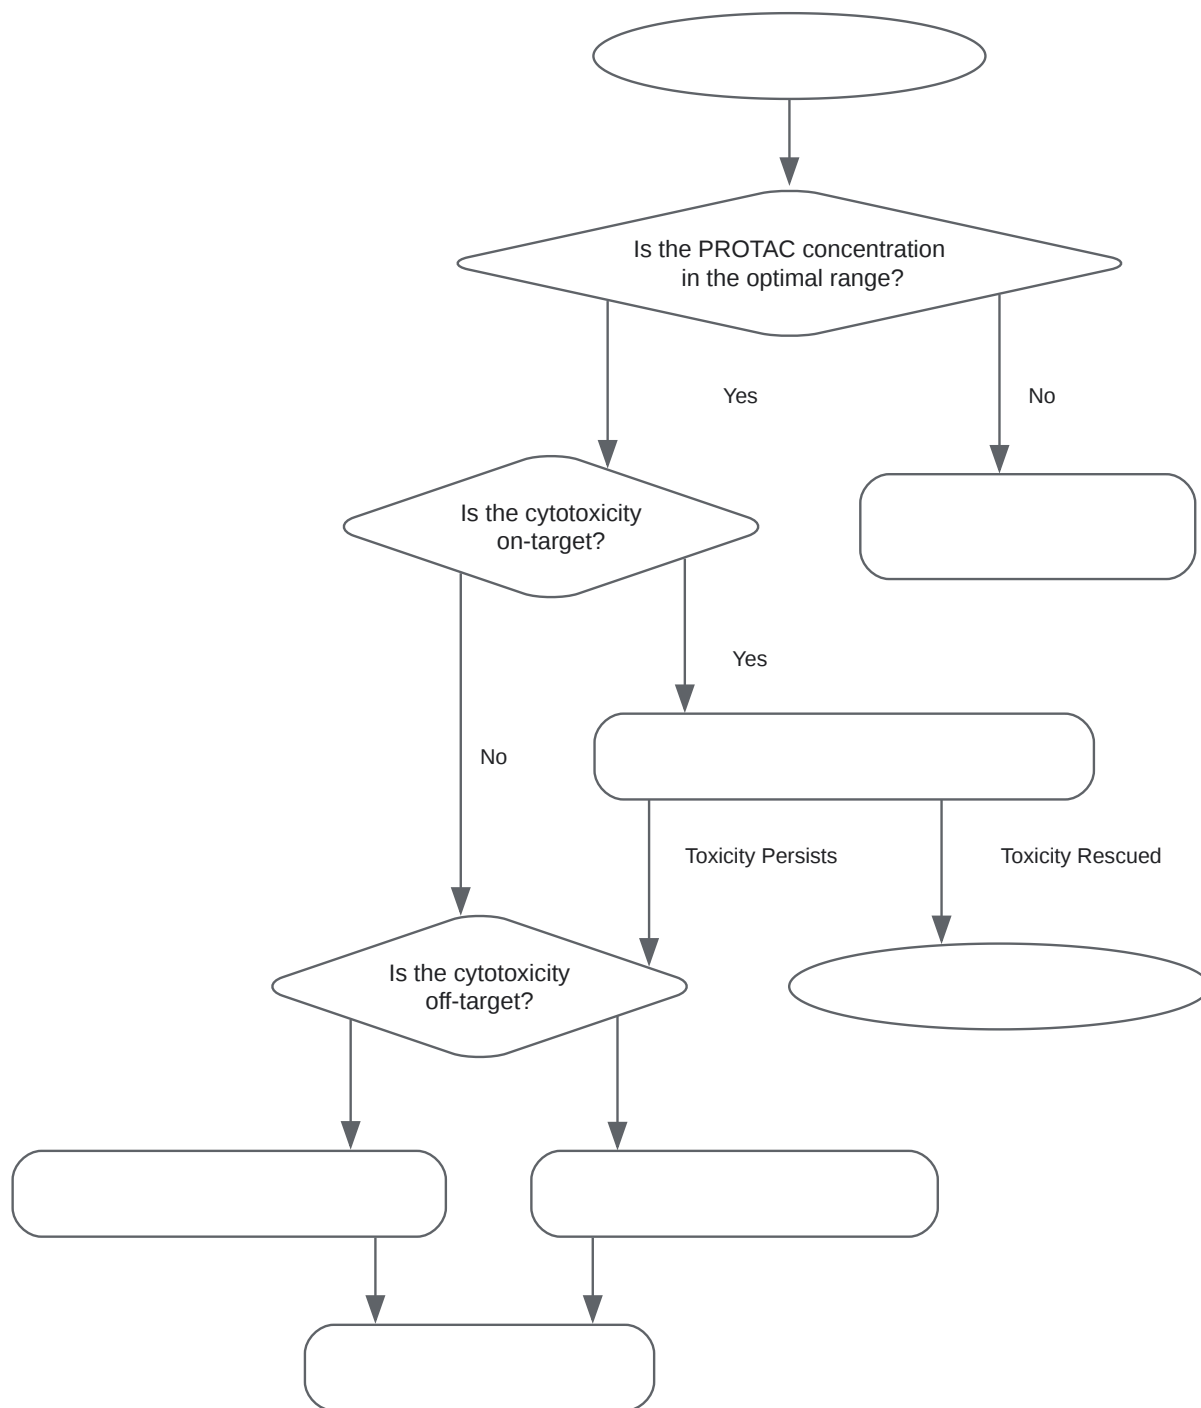 Is the PROTAC concentration
in the optimal range?
Yes
No
Is the cytotoxicity
on-target?
Yes
No
Toxicity Persists
Toxicity Rescued
Is the cytotoxicity
off-target?